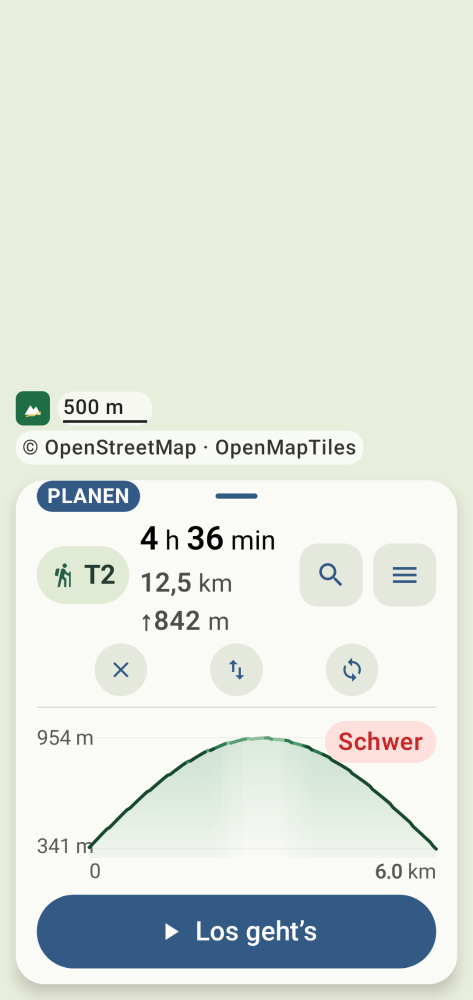 500 m
© OpenStreetMap · OpenMapTiles
PLANEN
T2
4 h 36 min
12,5 km
↑842 m
954 m
Schwer
341 m
0
6.0 km
Los geht’s